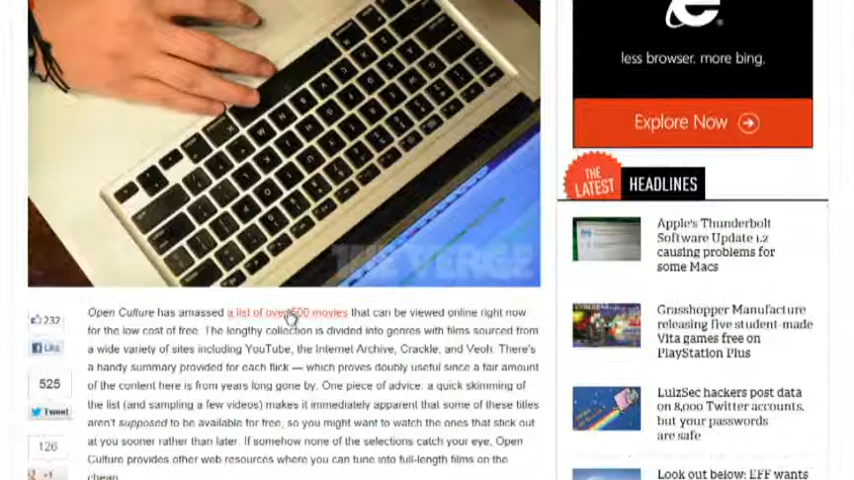 less browser. more bing.
Explore Now
THE LATEST HEADLINES
Apple's Thunderbolt
Software Update 1.2
causing problems for
some Macs
Grasshopper Manufacture
releasing five student-made
Vita games free on
PlayStation Plus
LulzSec hackers post data
on 8,000 Twitter accounts,
but your passwords
are safe
Look out below: EFF wants
THE VERGE
232
Like
525
Tweet
126
+1
Open Culture has amassed a list of over 500 movies that can be viewed online right now
for the low cost of free. The lengthy collection is divided into genres with films sourced from
a wide variety of sites including YouTube, the Internet Archive, Crackle, and Veoh. There's
a handy summary provided for each flick — which proves doubly useful since a fair amount
of the content here is from years long gone by. One piece of advice: a quick skimming of
the list (and sampling a few videos) makes it immediately apparent that some of these titles
aren't supposed to be available for free, so you might want to watch the ones that stick out
at you sooner rather than later. If somehow none of the selections catch your eye, Open
Culture provides other web resources where you can tune into full-length films on the
cheap.